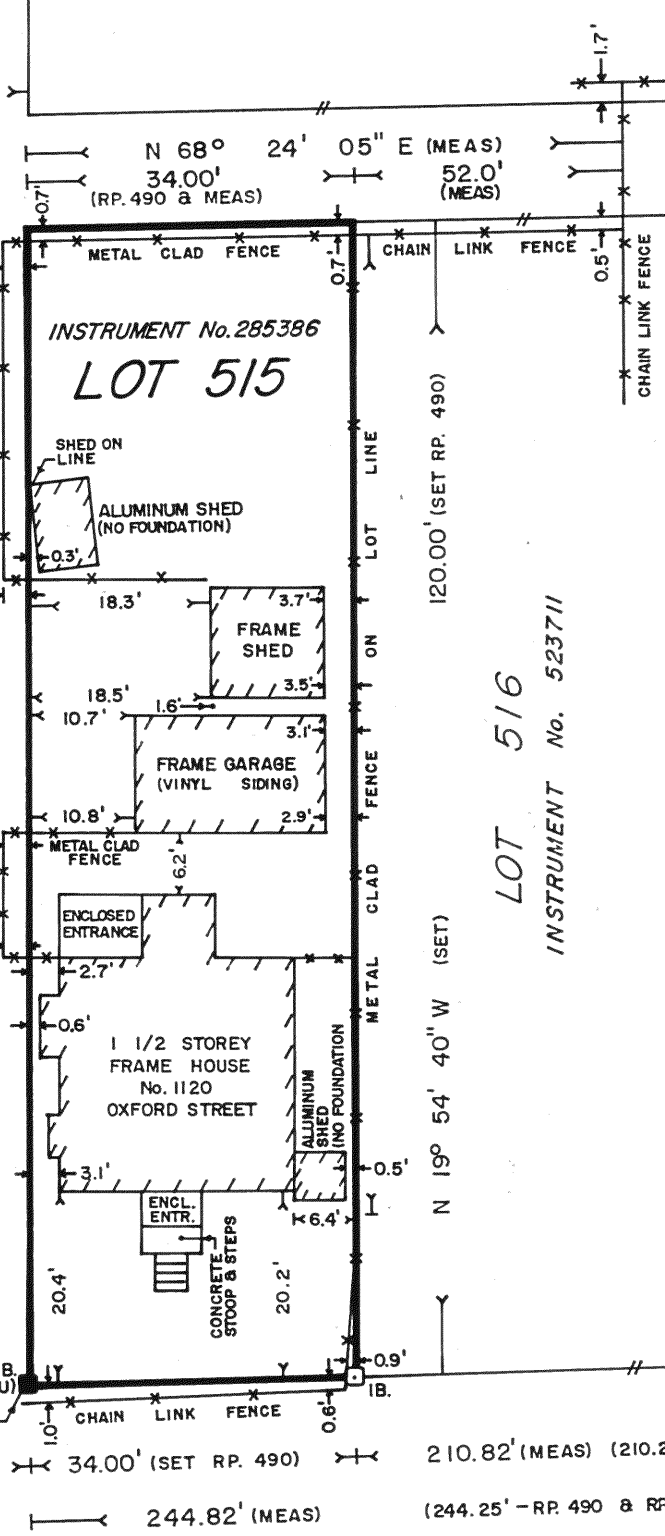 1.7'
N 68° 24' 05" E (MEAS)
34.00'
(RP. 490 & MEAS)
52.0'
(MEAS)
0.7'
METAL CLAD FENCE
0.7'
CHAIN LINK FENCE
0.5'
CHAIN LINK FENCE
INSTRUMENT No. 285386
LOT 515
SHED ON
LINE
ALUMINUM SHED
(NO FOUNDATION)
0.3'
18.3'
3.7'
FRAME
SHED
3.5'
18.5'
1.6'
10.7'
3.1'
FRAME GARAGE
(VINYL SIDING)
10.8'
2.9'
METAL CLAD
FENCE
6.2'
METAL CLAD FENCE ON LOT LINE
120.00' (SET RP. 490)
N 19° 54' 40" W (SET)
LOT 516
INSTRUMENT No. 523711
ENCLOSED
ENTRANCE
2.7'
0.6'
1 1/2 STOREY
FRAME HOUSE
No. 1120
OXFORD STREET
ALUMINUM
SHED
(NO FOUNDATION)
3.1'
0.5'
ENCL.
ENTR.
6.4'
CONCRETE
STOOP & STEPS
20.4'
20.2'
0.9'
B.
U)
IB.
1.0'
CHAIN LINK FENCE
0.6'
34.00' (SET RP. 490)
210.82' (MEAS) (210.2
244.82' (MEAS)
(244.25' - RP. 490 & RP